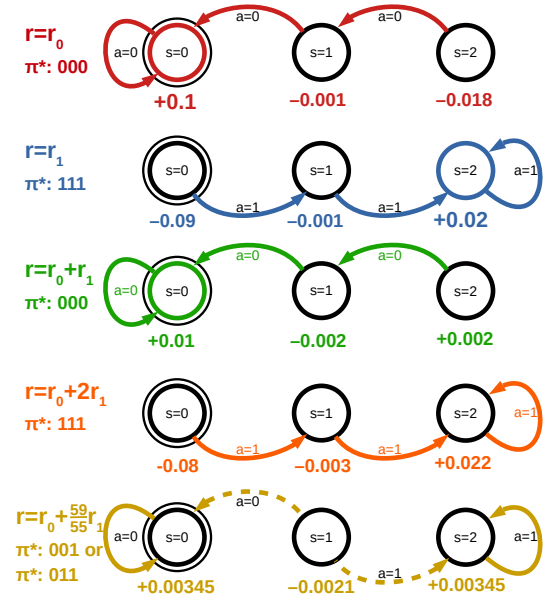 a=0 a=0
r=r₀ a=0 s=0 s=1 s=2
π*: 000
+0.1 –0.001 –0.018
r=r₁
s=0 s=1 s=2 a=1
π*: 111
a=1 a=1
–0.09 –0.001 +0.02
r=r₀+r₁ a=0 a=0
a=0 s=0 s=1 s=2
π*: 000
+0.01 –0.002 +0.002
r=r₀+2r₁
s=0 s=1 s=2 a=1
π*: 111
a=1 a=1
-0.08 –0.003 +0.022
a=0
r=r₀+59/55r₁
a=0 s=0 s=1 s=2 a=1
π*: 001 or
π*: 011
a=1
+0.00345 –0.0021 +0.00345